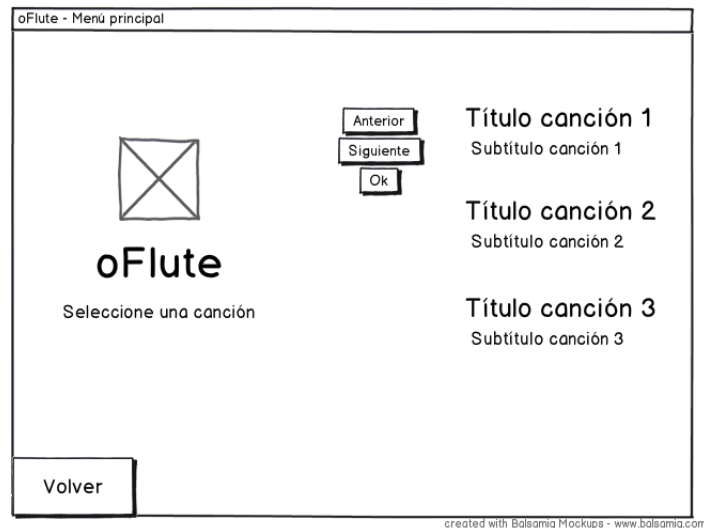 oFlute - Menú principal
oFlute
Seleccione una canción
Anterior
Siguiente
Ok
Título canción 1
Subtítulo canción 1
Título canción 2
Subtítulo canción 2
Título canción 3
Subtítulo canción 3
Volver
created with Balsamiq Mockups - www.balsamiq.com